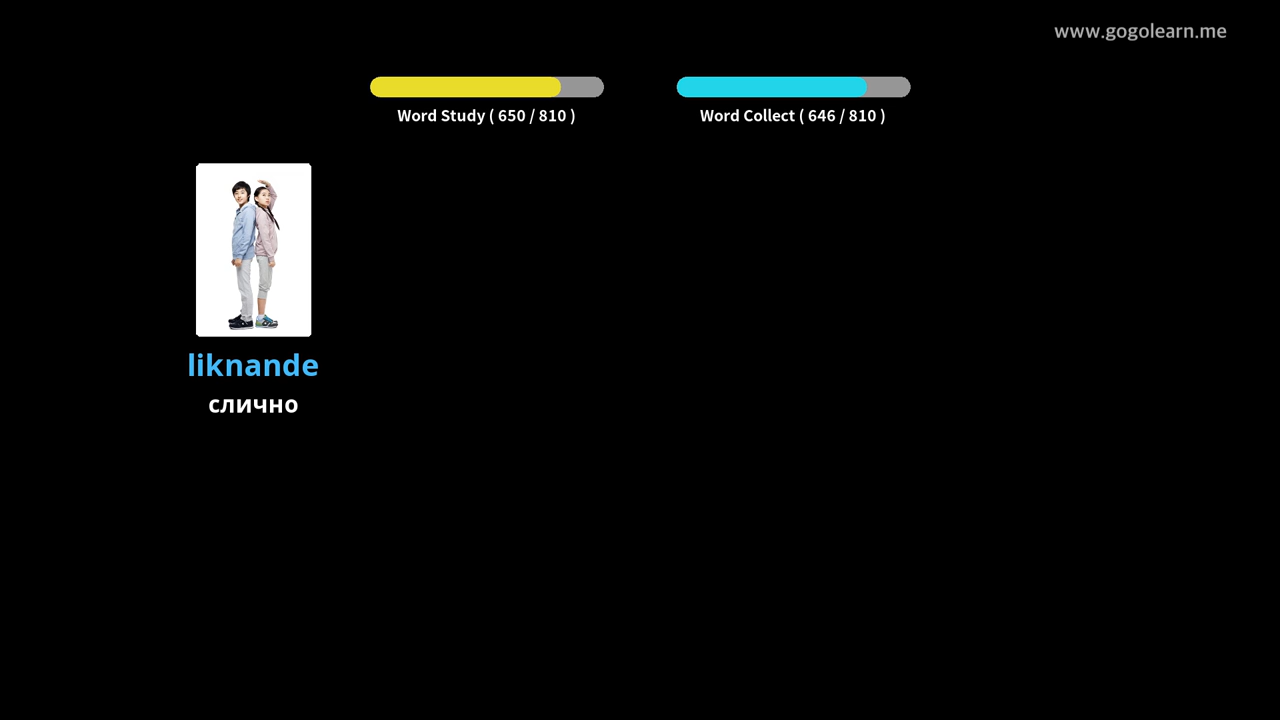 www.gogolearn.me
Word Study ( 650 / 810 )
Word Collect ( 646 / 810 )
liknande
слично